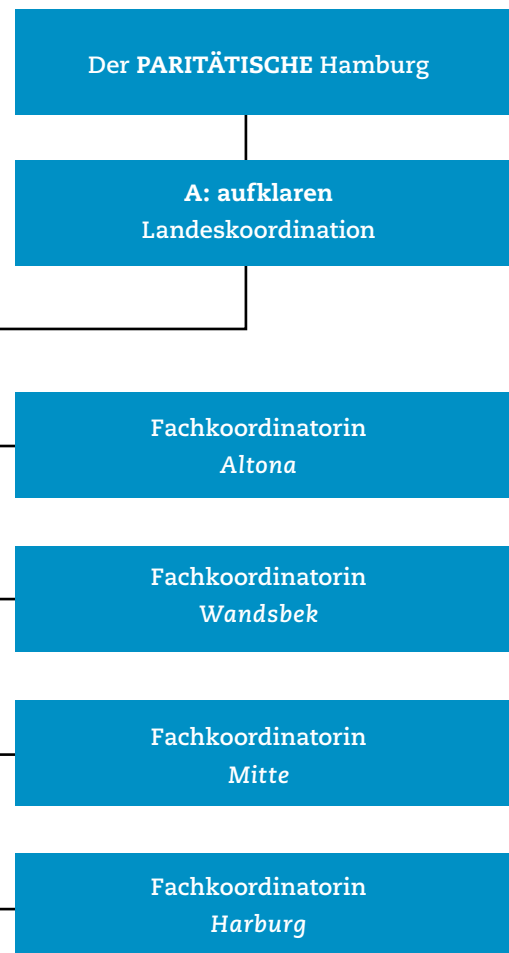 Der PARITÄTISCHE Hamburg
A: aufklaren
Landeskoordination
Fachkoordinatorin
Altona
Fachkoordinatorin
Wandsbek
Fachkoordinatorin
Mitte
Fachkoordinatorin
Harburg